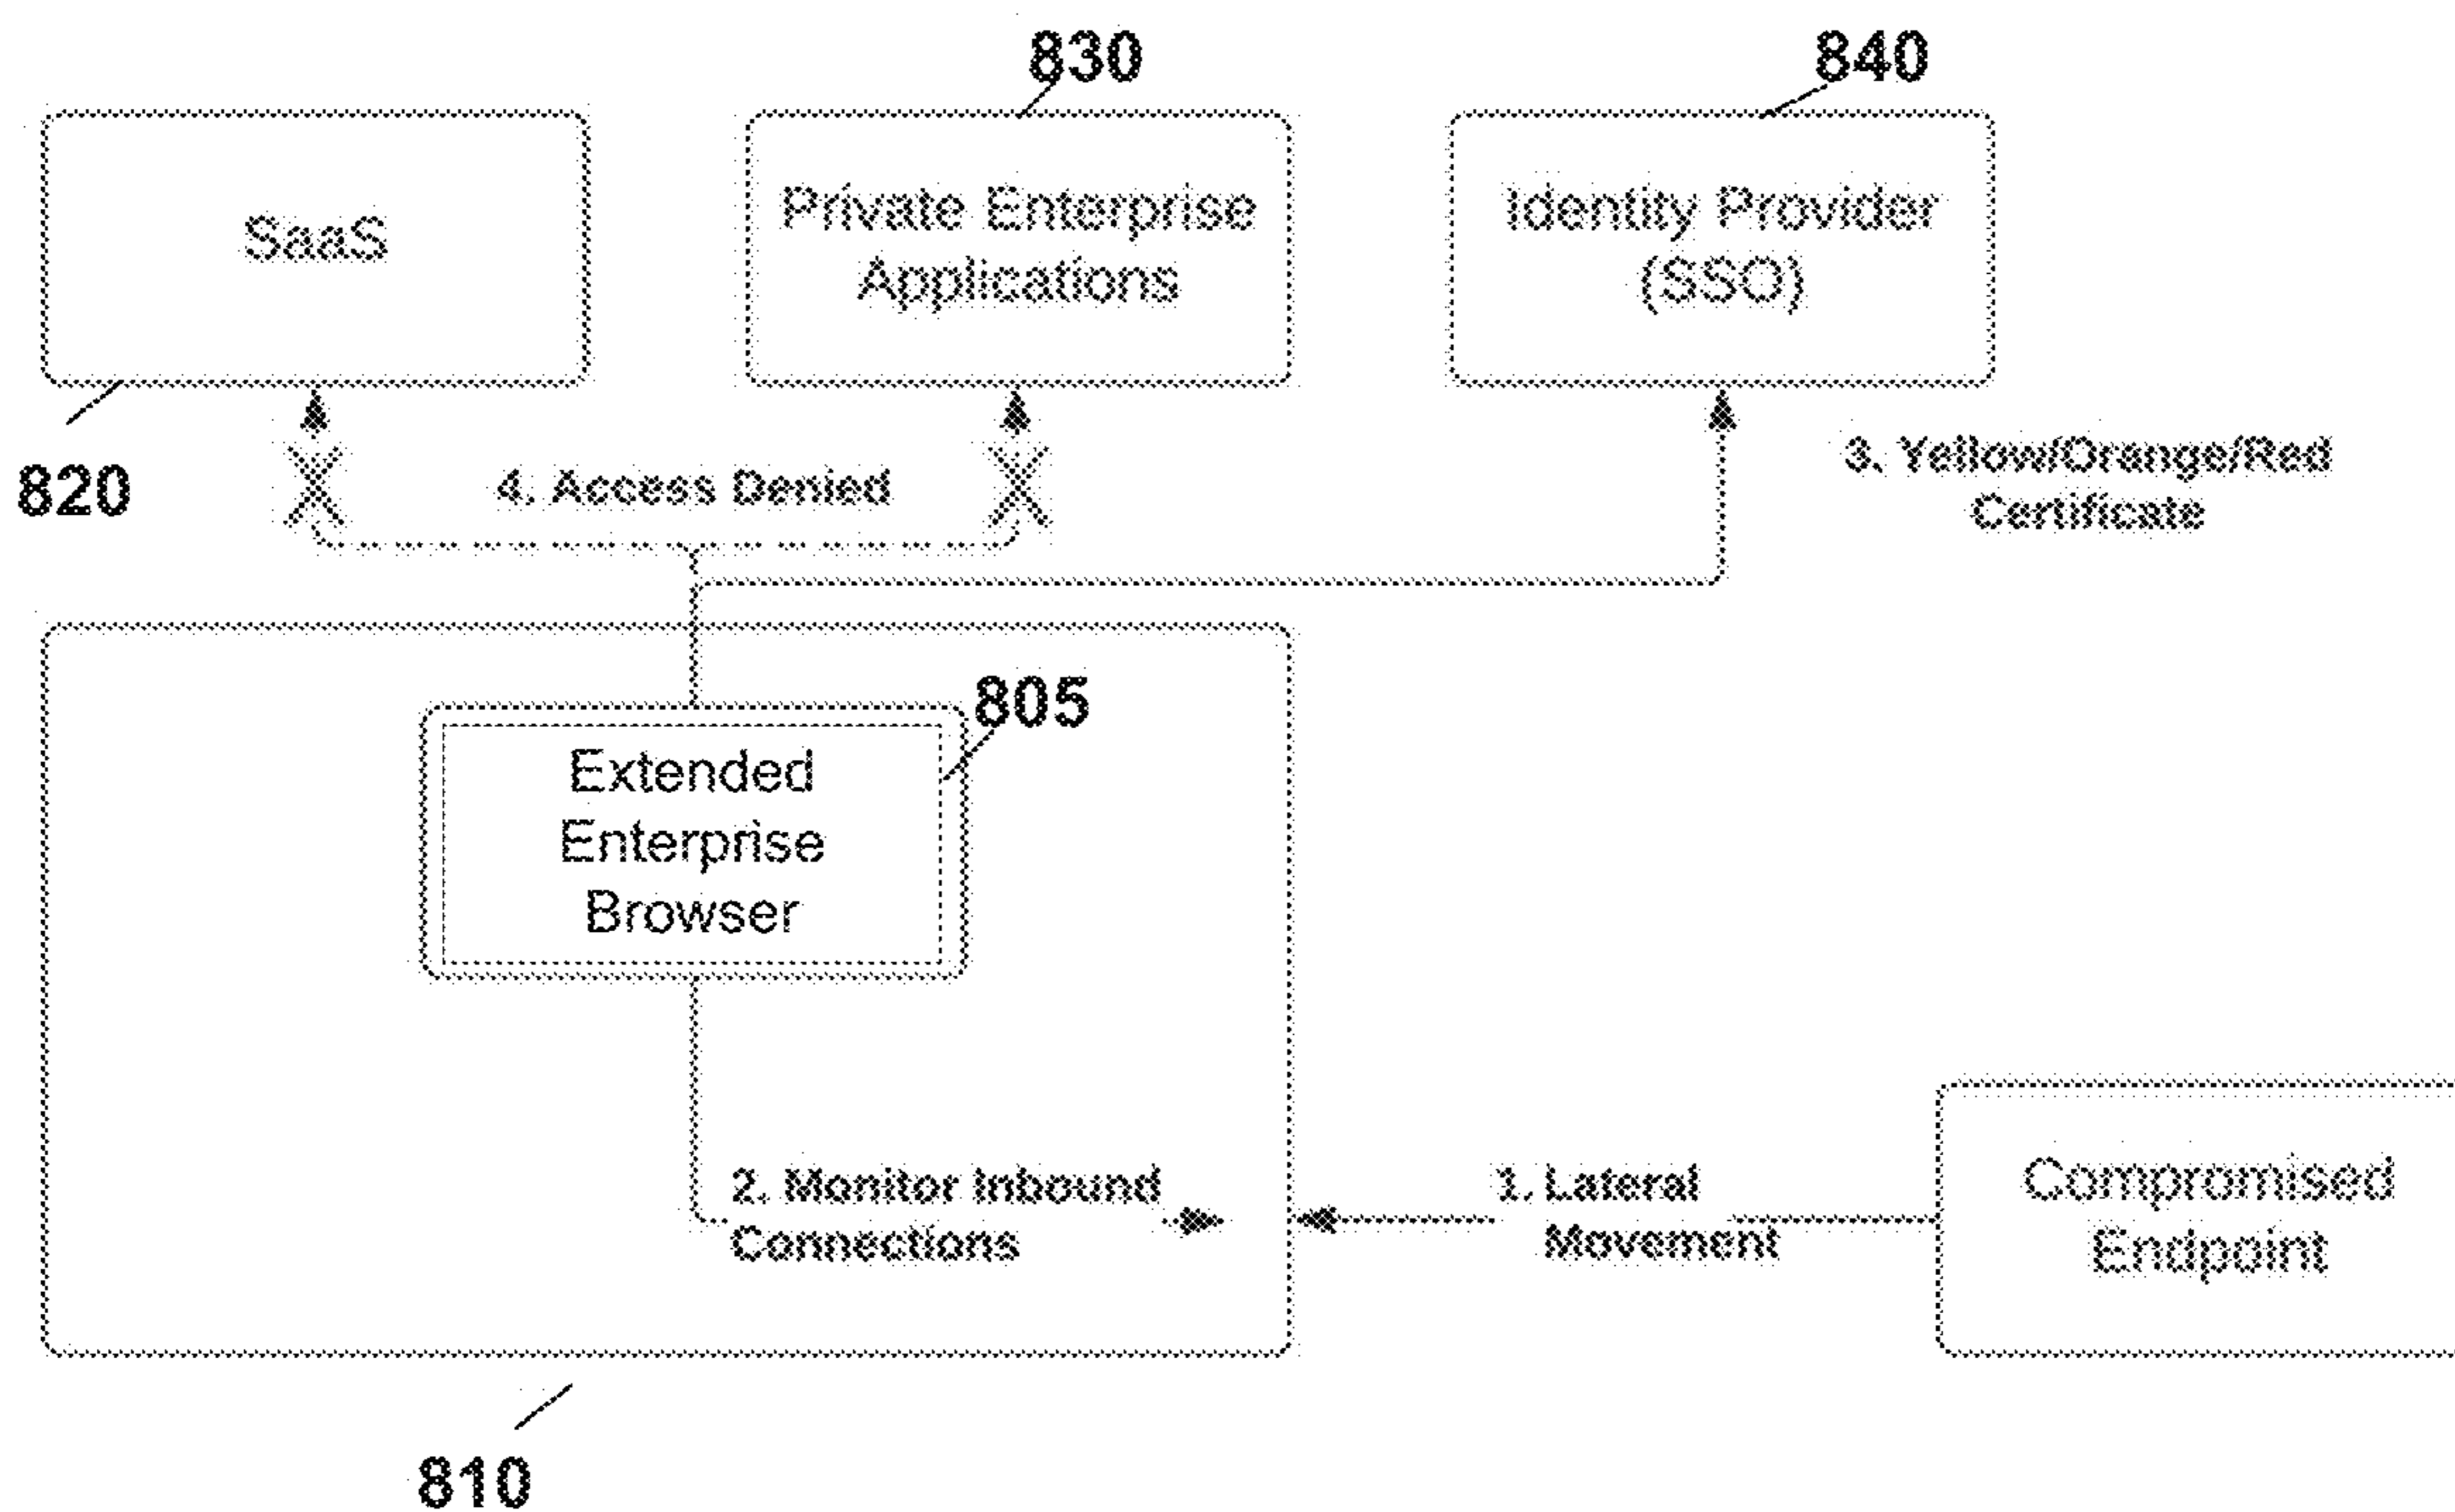 830
840
SaaS
Private Enterprise
Applications
Identity Provider
(SSO)
820
4. Access Denied
3. Yellow/Orange/Red
Certificate
805
Extended
Enterprise
Browser
2. Monitor Inbound
Connections
1. Lateral
Movement
Compromised
Endpoint
810